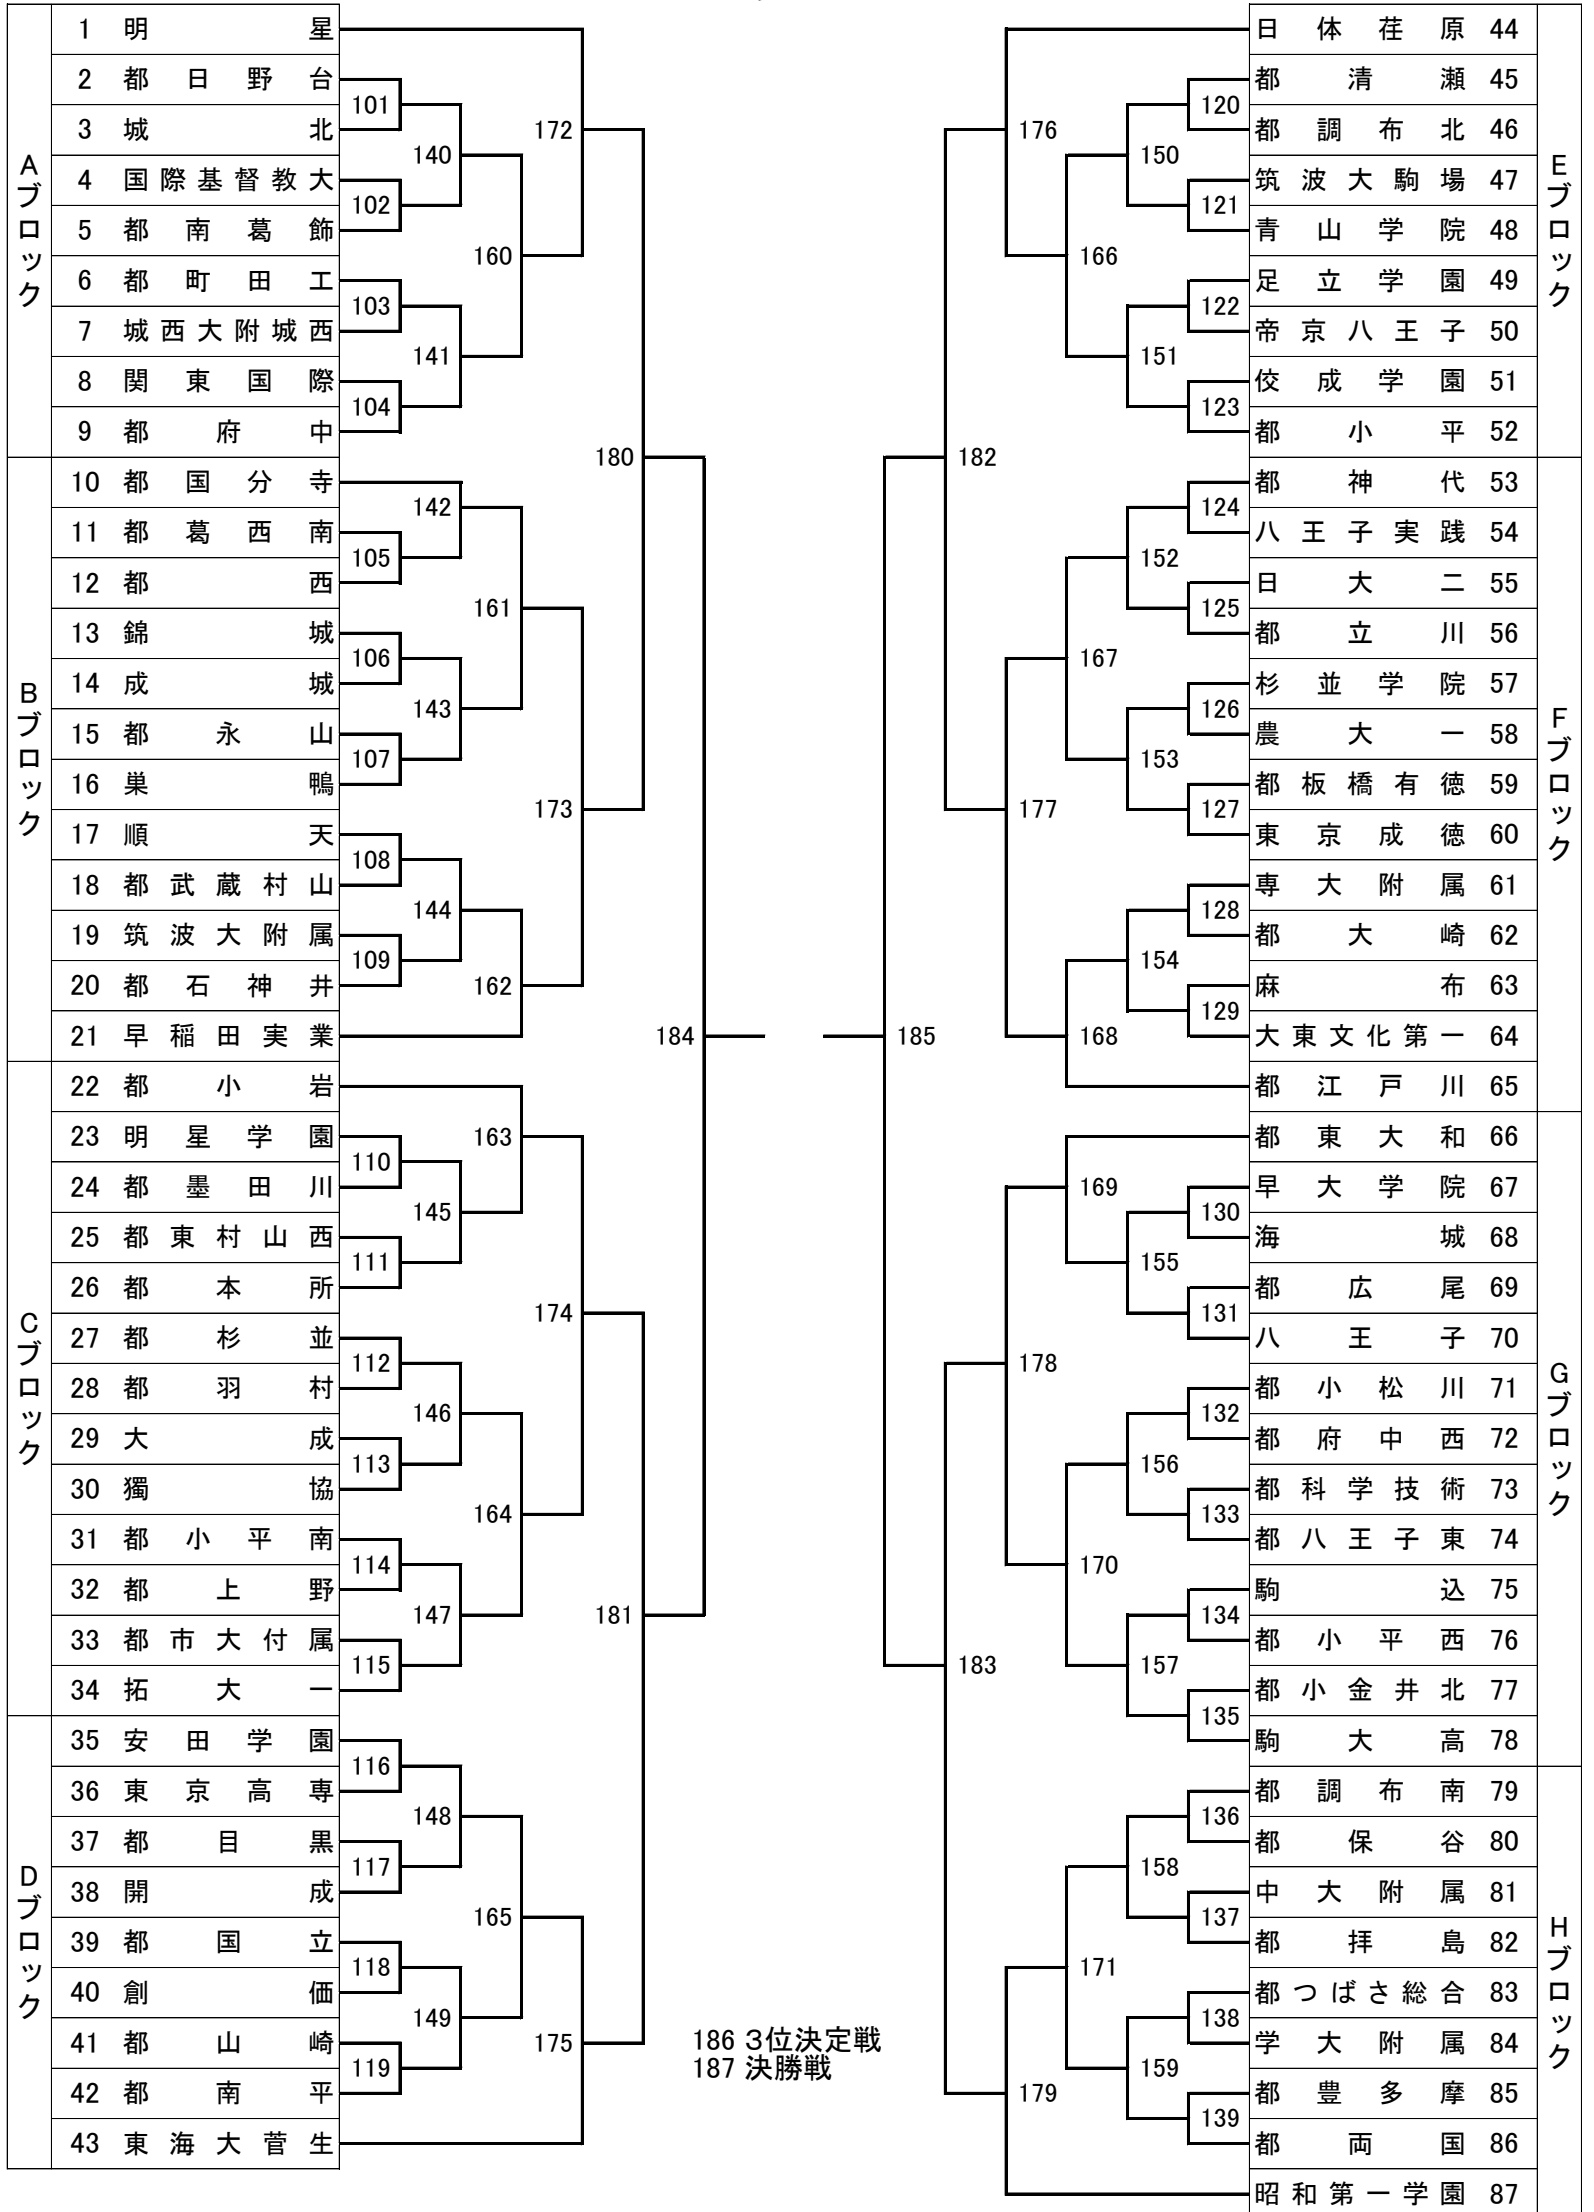 Aブロック
1 明星
2 都日野台
3 城北
4 国際基督教大
5 都南葛飾
6 都町田工
7 城西大附城西
8 関東国際
9 都府中
Bブロック
10 都国分寺
11 都葛西南
12 都西
13 錦城
14 成城
15 都永山
16 巣鴨
17 順天
18 都武蔵村山
19 筑波大附属
20 都石神井
21 早稲田実業
Cブロック
22 都小岩
23 明星学園
24 都墨田川
25 都東村山西
26 都本所
27 都杉並
28 都羽村
29 大成
30 獨協
31 都小平南
32 都上野
33 都市大付属
34 拓大一
Dブロック
35 安田学園
36 東京高専
37 都目黒
38 開成
39 都国立
40 創価
41 都山崎
42 都南平
43 東海大菅生
101
102
103
104
105
106
107
108
109
110
111
112
113
114
115
116
117
118
119
140
141
142
143
144
145
146
147
148
149
160
161
162
163
164
165
172
173
174
175
180
181
184
186 3位決定戦
187 決勝戦
185
182
183
176
177
178
179
166
167
168
169
170
171
150
151
152
153
154
155
156
157
158
159
120
121
122
123
124
125
126
127
128
129
130
131
132
133
134
135
136
137
138
139
Eブロック
日体荏原 44
都清瀬 45
都調布北 46
筑波大駒場 47
青山学院 48
足立学園 49
帝京八王子 50
佼成学園 51
都小平 52
Fブロック
都神代 53
八王子実践 54
日大二 55
都立川 56
杉並学院 57
農大一 58
都板橋有徳 59
東京成徳 60
専大附属 61
都大崎 62
麻布 63
大東文化第一 64
都江戸川 65
Gブロック
都東大和 66
早大学院 67
海城 68
都広尾 69
八王子 70
都小松川 71
都府中西 72
都科学技術 73
都八王子東 74
駒込 75
都小平西 76
都小金井北 77
駒大高 78
Hブロック
都調布南 79
都保谷 80
中大附属 81
都拝島 82
都つばさ総合 83
学大附属 84
都豊多摩 85
都両国 86
昭和第一学園 87